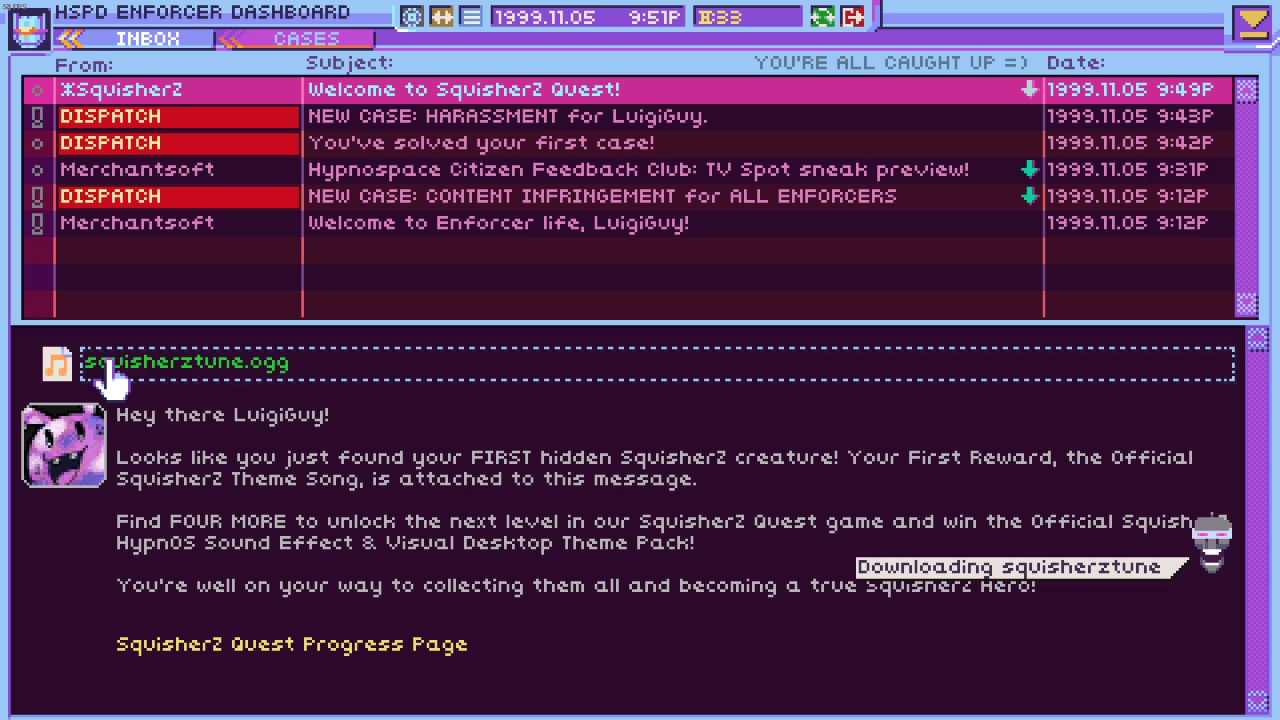 HSPD ENFORCER DASHBOARD
1999.11.05 9:51P
33
INBOX
CASES
From:
Subject:
YOU'RE ALL CAUGHT UP =)
Date:
SquisherZ Welcome to SquisherZ Quest! 1999.11.05 9:49P
DISPATCH NEW CASE: HARASSMENT for LuigiGuy. 1999.11.05 9:43P
DISPATCH You've solved your first case! 1999.11.05 9:42P
Merchantsoft Hypnospace Citizen Feedback Club: TV Spot sneak preview! 1999.11.05 9:31P
DISPATCH NEW CASE: CONTENT INFRINGEMENT for ALL ENFORCERS 1999.11.05 9:12P
Merchantsoft Welcome to Enforcer life, LuigiGuy! 1999.11.05 9:12P
squisherztune.ogg
Hey there LuigiGuy!
Looks like you just found your FIRST hidden SquisherZ creature! Your First Reward, the Official
SquisherZ Theme Song, is attached to this message.
Find FOUR MORE to unlock the next level in our SquisherZ Quest game and win the Official
HypnOS Sound Effect & Visual Desktop Theme Pack!
Downloading squisherztune
You're well on your way to collecting them all and becoming a true SquisherZ Hero!
SquisherZ Quest Progress Page